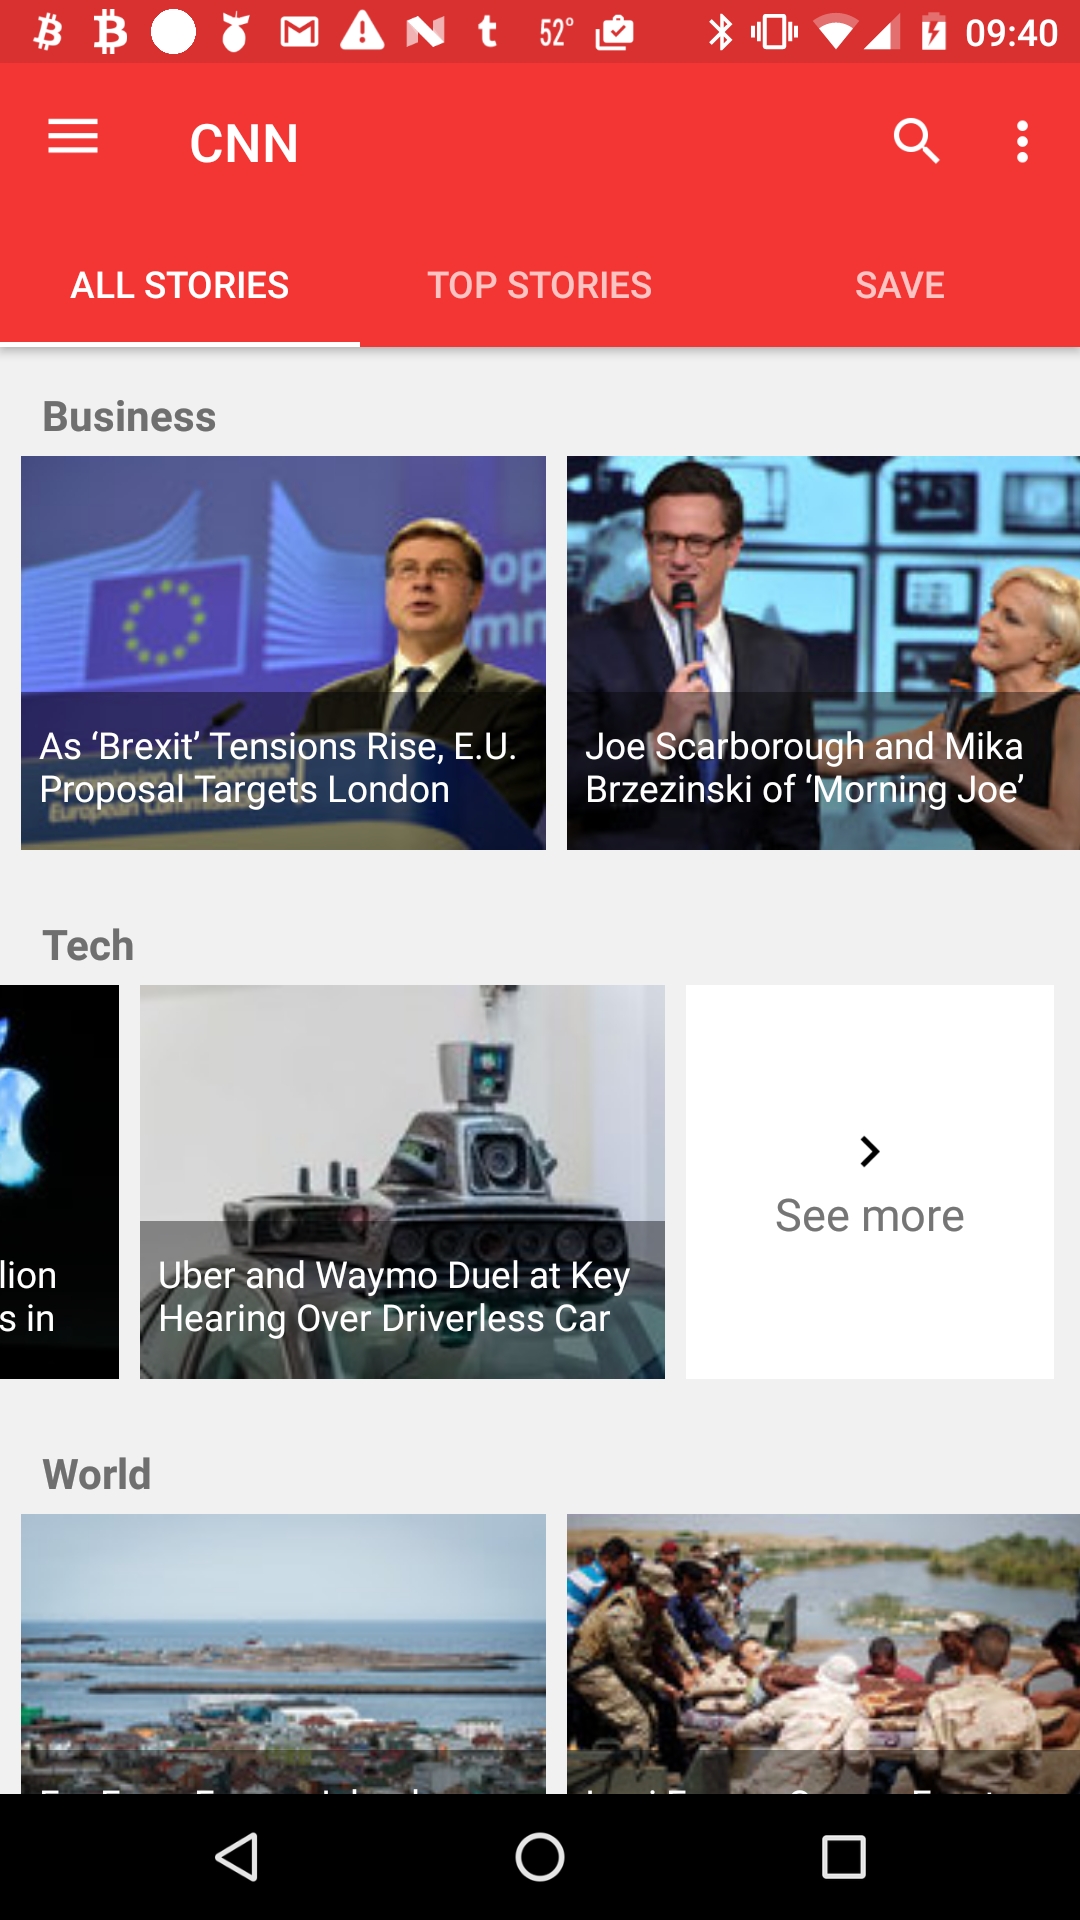 52°
09:40
CNN
ALL STORIES
TOP STORIES
SAVE
Business
As ‘Brexit’ Tensions Rise, E.U.
Proposal Targets London
Joe Scarborough and Mika
Brzezinski of ‘Morning Joe’
Tech
lion
s in
Uber and Waymo Duel at Key
Hearing Over Driverless Car
See more
World